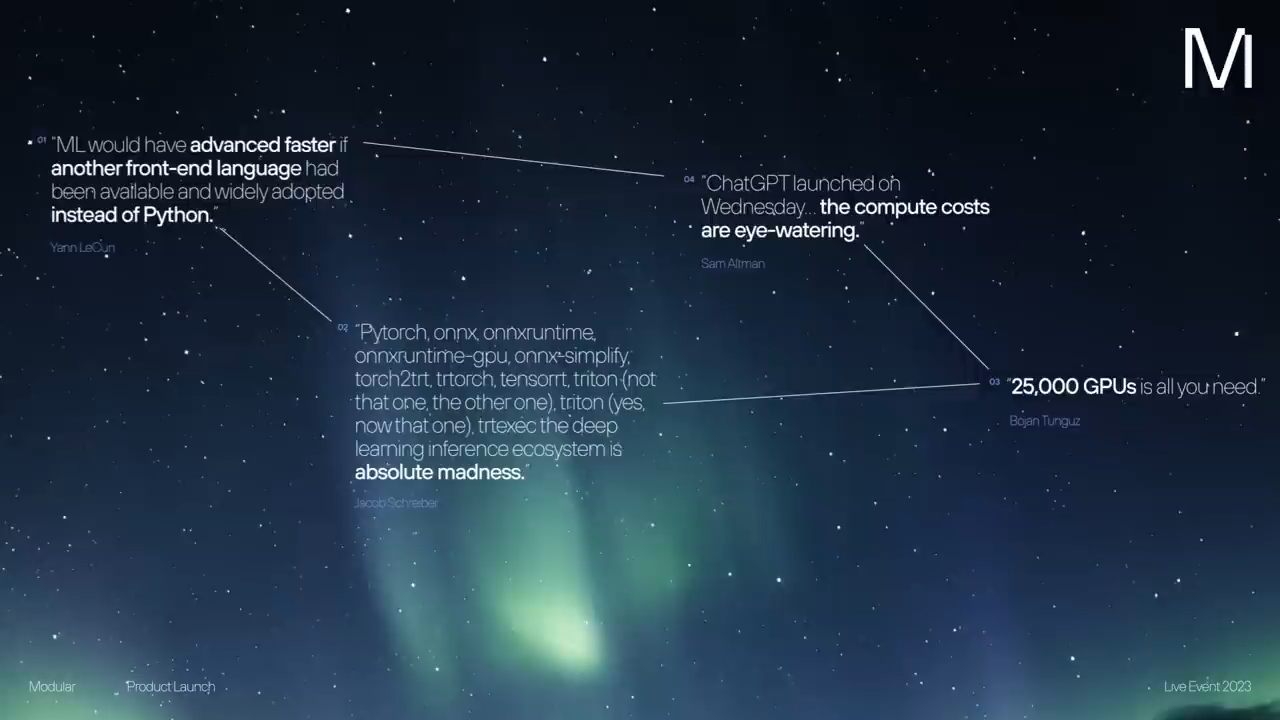 M
01 "ML would have advanced faster if
another front-end language had
been available and widely adopted
instead of Python."
Yann LeCun
04 "ChatGPT launched on
Wednesday... the compute costs
are eye-watering."
Sam Altman
02 "Pytorch, onnx, onnxruntime,
onnxruntime-gpu, onnx-simplify,
torch2trt, trtorch, tensorrt, triton (not
that one, the other one), triton (yes,
now that one), trtexec the deep
learning inference ecosystem is
absolute madness."
Jacob Schreiber
03 "25,000 GPUs is all you need."
Bojan Tunguz
Modular
Product Launch
Live Event 2023